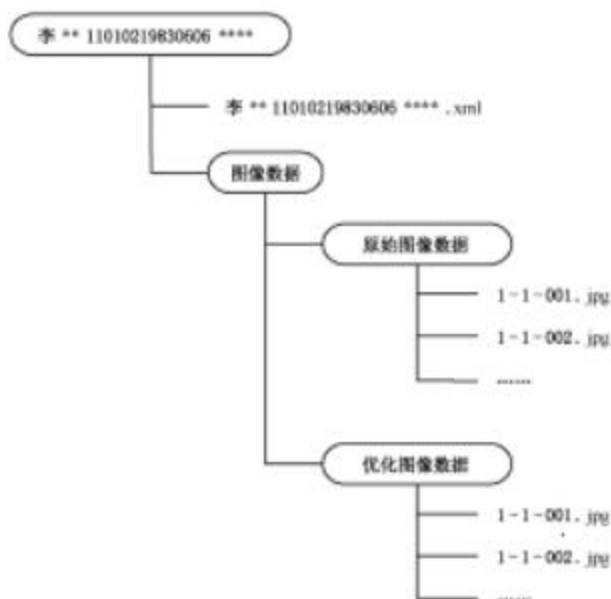 李 ** 11010219830606 ****
李 ** 11010219830606 **** .xml
图像数据
原始图像数据
1-1-001.jpg
1-1-002.jpg
......
优化图像数据
1-1-001.jpg
1-1-002.jpg
......